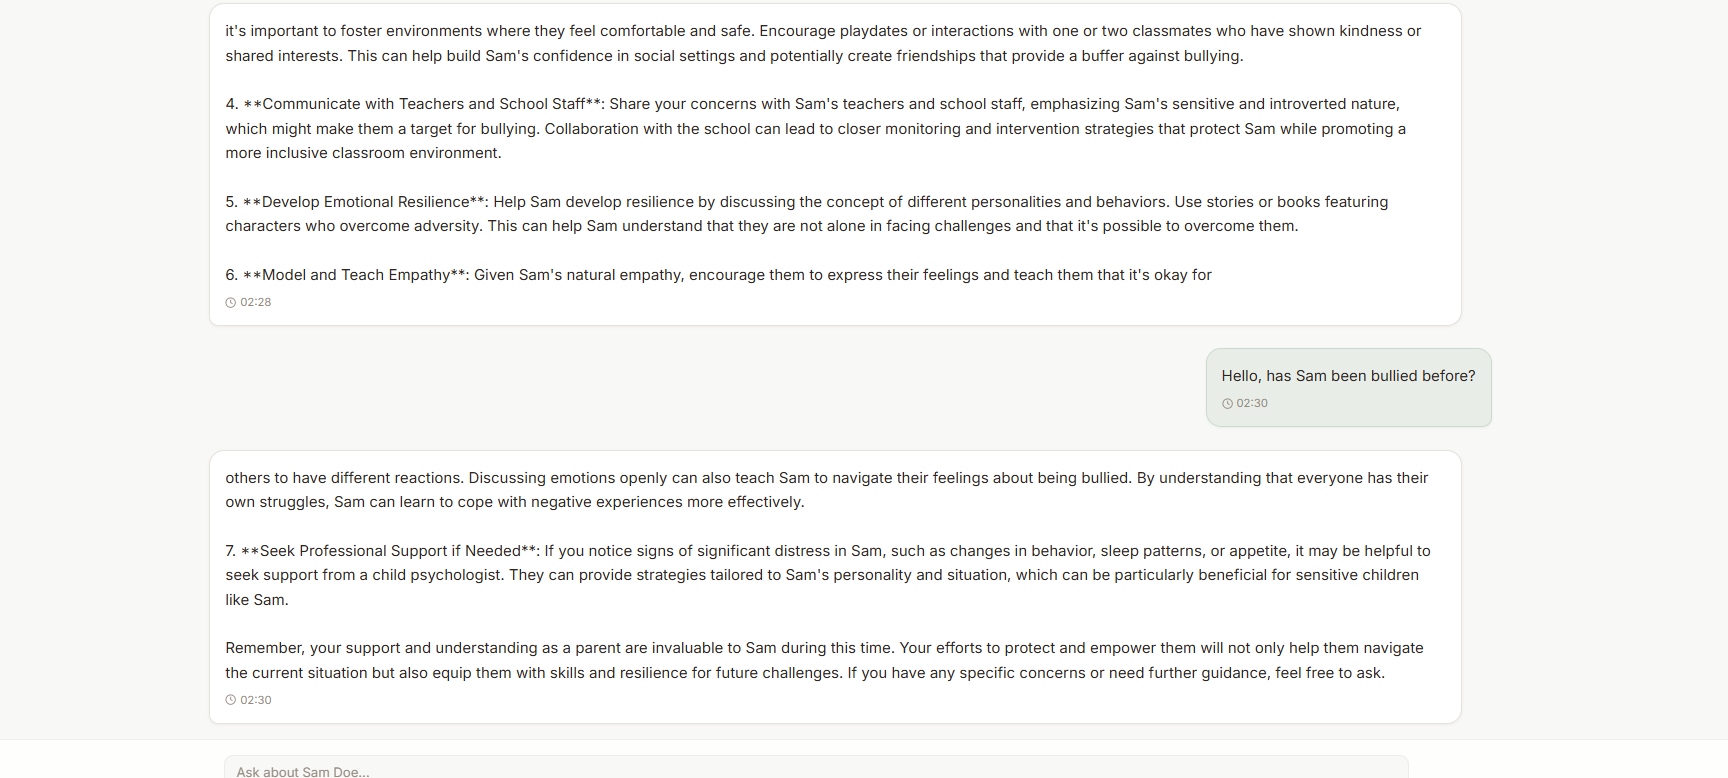 it's important to foster environments where they feel comfortable and safe. Encourage playdates or interactions with one or two classmates who have shown kindness or
shared interests. This can help build Sam's confidence in social settings and potentially create friendships that provide a buffer against bullying.
4. **Communicate with Teachers and School Staff**: Share your concerns with Sam's teachers and school staff, emphasizing Sam's sensitive and introverted nature,
which might make them a target for bullying. Collaboration with the school can lead to closer monitoring and intervention strategies that protect Sam while promoting a
more inclusive classroom environment.
5. **Develop Emotional Resilience**: Help Sam develop resilience by discussing the concept of different personalities and behaviors. Use stories or books featuring
characters who overcome adversity. This can help Sam understand that they are not alone in facing challenges and that it's possible to overcome them.
6. **Model and Teach Empathy**: Given Sam's natural empathy, encourage them to express their feelings and teach them that it's okay for
02:28
Hello, has Sam been bullied before?
02:30
others to have different reactions. Discussing emotions openly can also teach Sam to navigate their feelings about being bullied. By understanding that everyone has their
own struggles, Sam can learn to cope with negative experiences more effectively.
7. **Seek Professional Support if Needed**: If you notice signs of significant distress in Sam, such as changes in behavior, sleep patterns, or appetite, it may be helpful to
seek support from a child psychologist. They can provide strategies tailored to Sam's personality and situation, which can be particularly beneficial for sensitive children
like Sam.
Remember, your support and understanding as a parent are invaluable to Sam during this time. Your efforts to protect and empower them will not only help them navigate
the current situation but also equip them with skills and resilience for future challenges. If you have any specific concerns or need further guidance, feel free to ask.
02:30
Ask about Sam Doe...